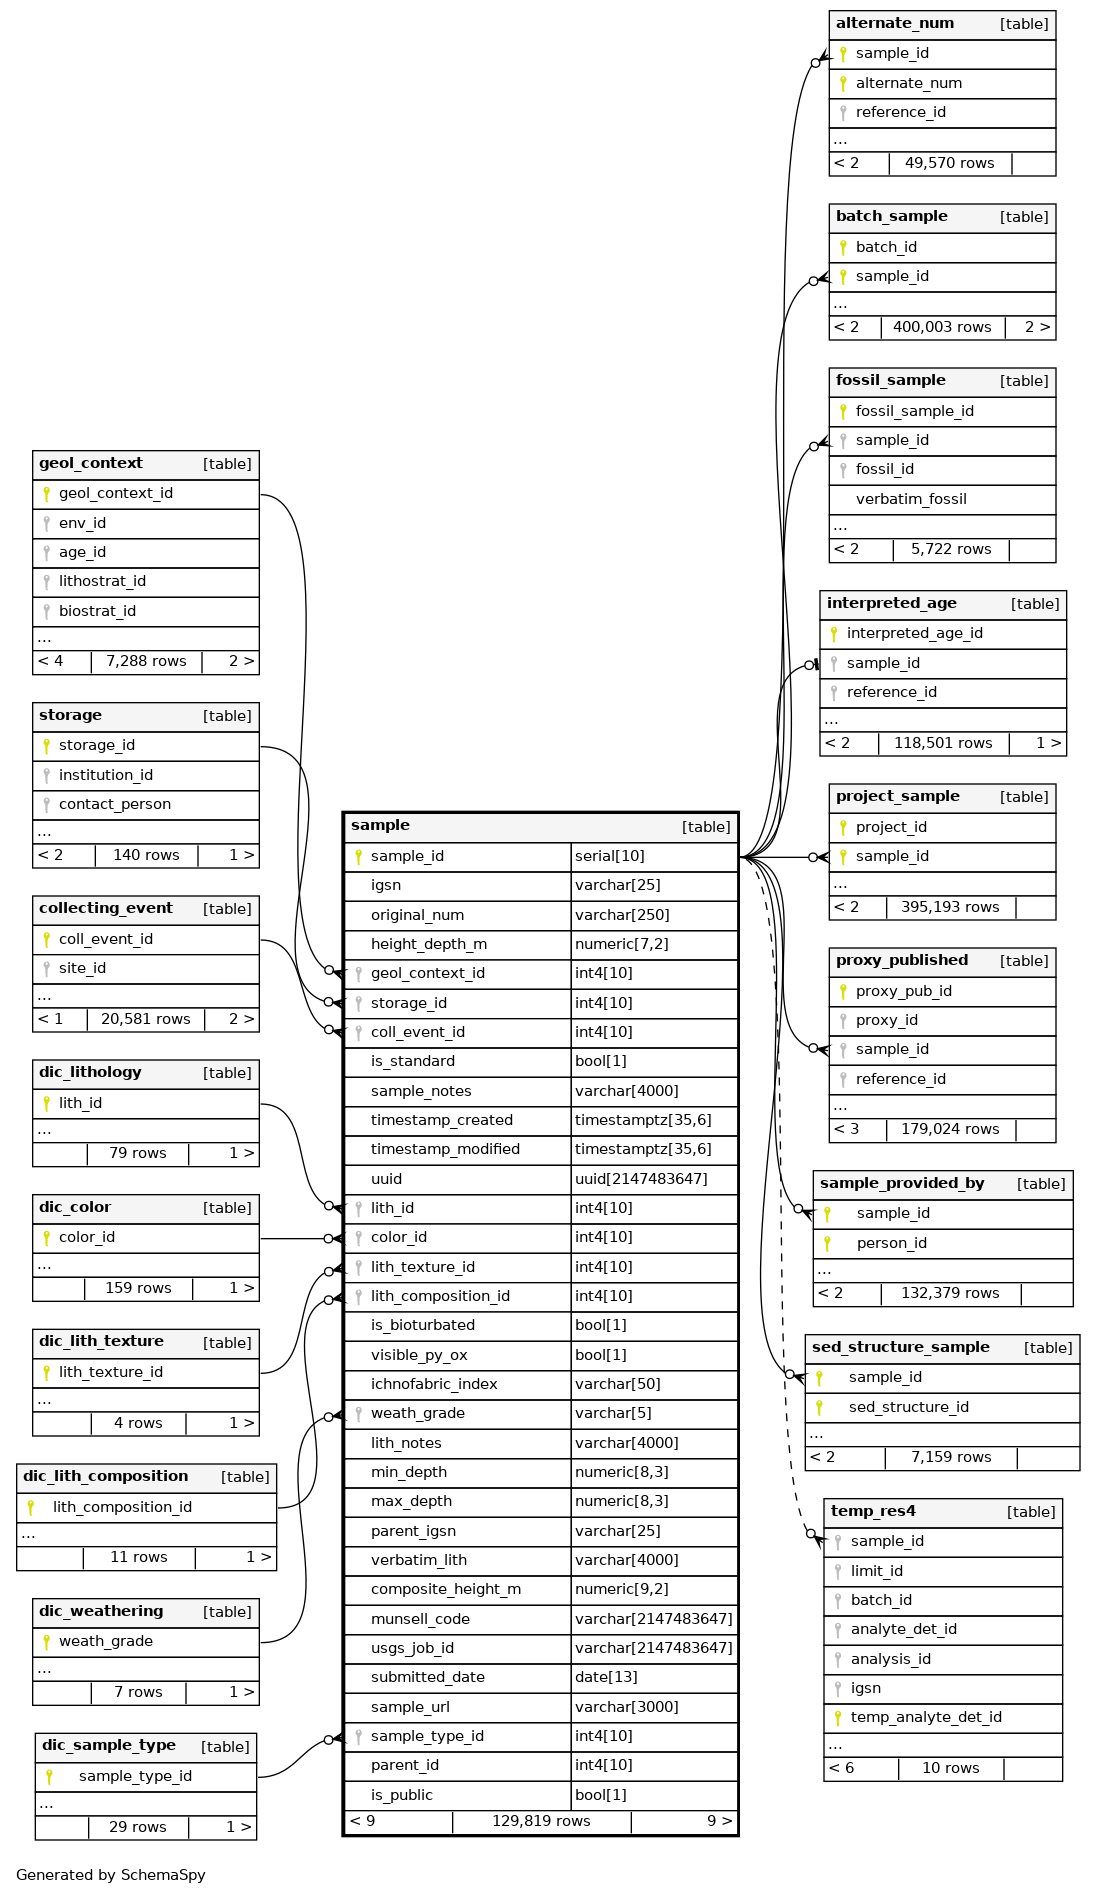 alternate_num [table]
sample_id
alternate_num
reference_id
...
< 2 49,570 rows
batch_sample [table]
batch_id
sample_id
...
< 2 400,003 rows 2 >
fossil_sample [table]
fossil_sample_id
sample_id
fossil_id
verbatim_fossil
...
< 2 5,722 rows
geol_context [table]
geol_context_id
env_id
age_id
lithostrat_id
biostrat_id
...
< 4 7,288 rows 2 >
interpreted_age [table]
interpreted_age_id
sample_id
reference_id
...
< 2 118,501 rows 1 >
storage [table]
storage_id
institution_id
contact_person
...
< 2 140 rows 1 >
project_sample [table]
project_id
sample_id
...
< 2 395,193 rows
collecting_event [table]
coll_event_id
site_id
...
< 1 20,581 rows 2 >
sample [table]
sample_id serial[10]
igsn varchar[25]
original_num varchar[250]
height_depth_m numeric[7,2]
geol_context_id int4[10]
storage_id int4[10]
coll_event_id int4[10]
is_standard bool[1]
sample_notes varchar[4000]
timestamp_created timestamptz[35,6]
timestamp_modified timestamptz[35,6]
uuid uuid[2147483647]
lith_id int4[10]
color_id int4[10]
lith_texture_id int4[10]
lith_composition_id int4[10]
is_bioturbated bool[1]
visible_py_ox bool[1]
ichnofabric_index varchar[50]
weath_grade varchar[5]
lith_notes varchar[4000]
min_depth numeric[8,3]
max_depth numeric[8,3]
parent_igsn varchar[25]
verbatim_lith varchar[4000]
composite_height_m numeric[9,2]
munsell_code varchar[2147483647]
usgs_job_id varchar[2147483647]
submitted_date date[13]
sample_url varchar[3000]
sample_type_id int4[10]
parent_id int4[10]
is_public bool[1]
< 9 129,819 rows 9 >
proxy_published [table]
proxy_pub_id
proxy_id
sample_id
reference_id
...
< 3 179,024 rows
dic_lithology [table]
lith_id
...
79 rows 1 >
sample_provided_by [table]
sample_id
person_id
...
< 2 132,379 rows
dic_color [table]
color_id
...
159 rows 1 >
dic_lith_texture [table]
lith_texture_id
...
4 rows 1 >
sed_structure_sample [table]
sample_id
sed_structure_id
...
< 2 7,159 rows
dic_lith_composition [table]
lith_composition_id
...
11 rows 1 >
temp_res4 [table]
sample_id
limit_id
batch_id
analyte_det_id
analysis_id
igsn
temp_analyte_det_id
...
< 6 10 rows
dic_weathering [table]
weath_grade
...
7 rows 1 >
dic_sample_type [table]
sample_type_id
...
29 rows 1 >
Generated by SchemaSpy